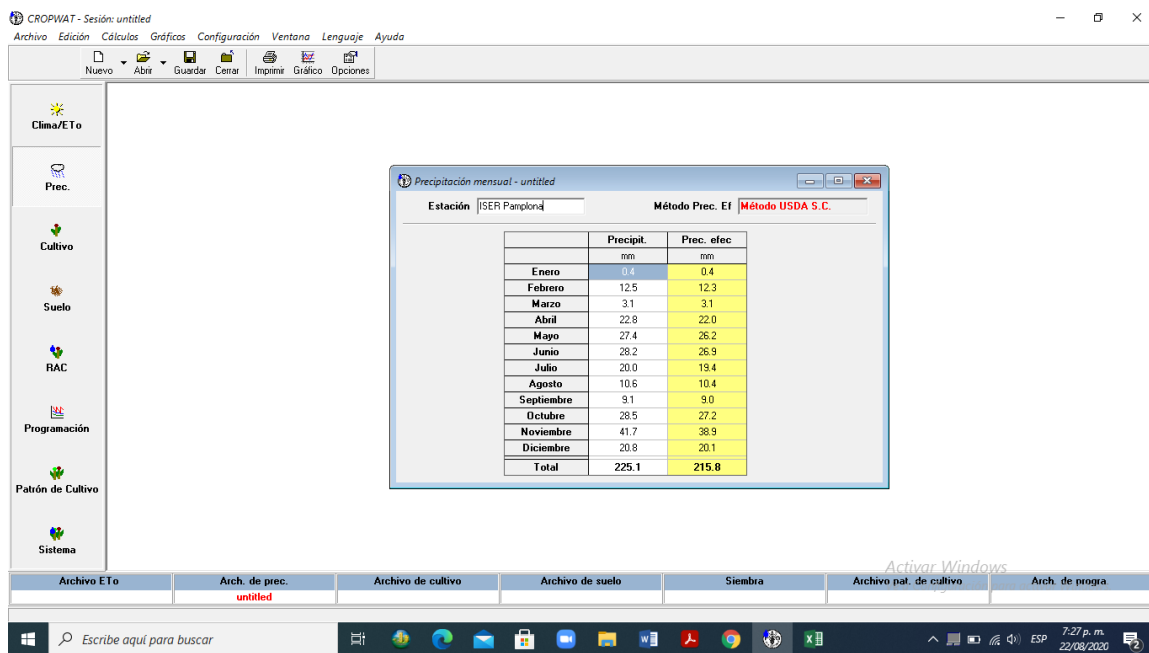 CROPWAT - Sesión: untitled
Archivo Edición Cálculos Gráficos Configuración Ventana Lenguaje Ayuda
Nuevo Abrir Guardar Cerrar Imprimir Gráfico Opciones
Clima/ETo
Prec.
Cultivo
Suelo
RAC
Programación
Patrón de Cultivo
Sistema
Precipitación mensual - untitled
Estación ISER Pamplona Método Prec. Ef Método USDA S.C.
Precipit. Prec. efec
mm mm
Enero 0.4 0.4
Febrero 12.5 12.3
Marzo 3.1 3.1
Abril 22.8 22.0
Mayo 27.4 26.2
Junio 28.2 26.9
Julio 20.0 19.4
Agosto 10.6 10.4
Septiembre 9.1 9.0
Octubre 28.5 27.2
Noviembre 41.7 38.9
Diciembre 20.8 20.1
Total 225.1 215.8
Activar Windows
Archivo ETo Arch. de prec. Archivo de cultivo Archivo de suelo Siembra Archivo pat. de cultivo Arch. de progra.
untitled
Escribe aquí para buscar
ESP
7:27 p. m.
22/08/2020
2